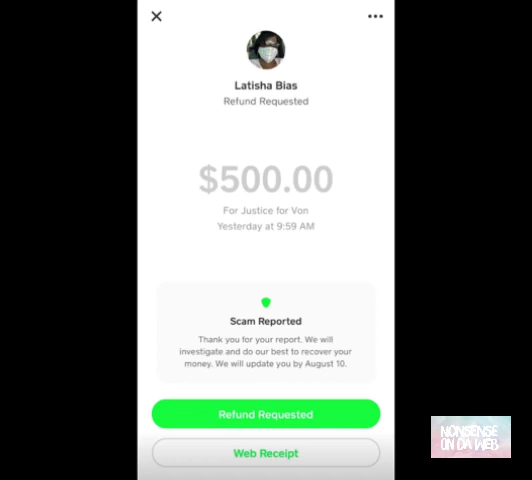 Latisha Bias
Refund Requested
$500.00
For Justice for Von
Yesterday at 9:59 AM
Scam Reported
Thank you for your report. We will
investigate and do our best to recover your
money. We will update you by August 10.
Refund Requested
Web Receipt
NONSENSE
ON DA WEB